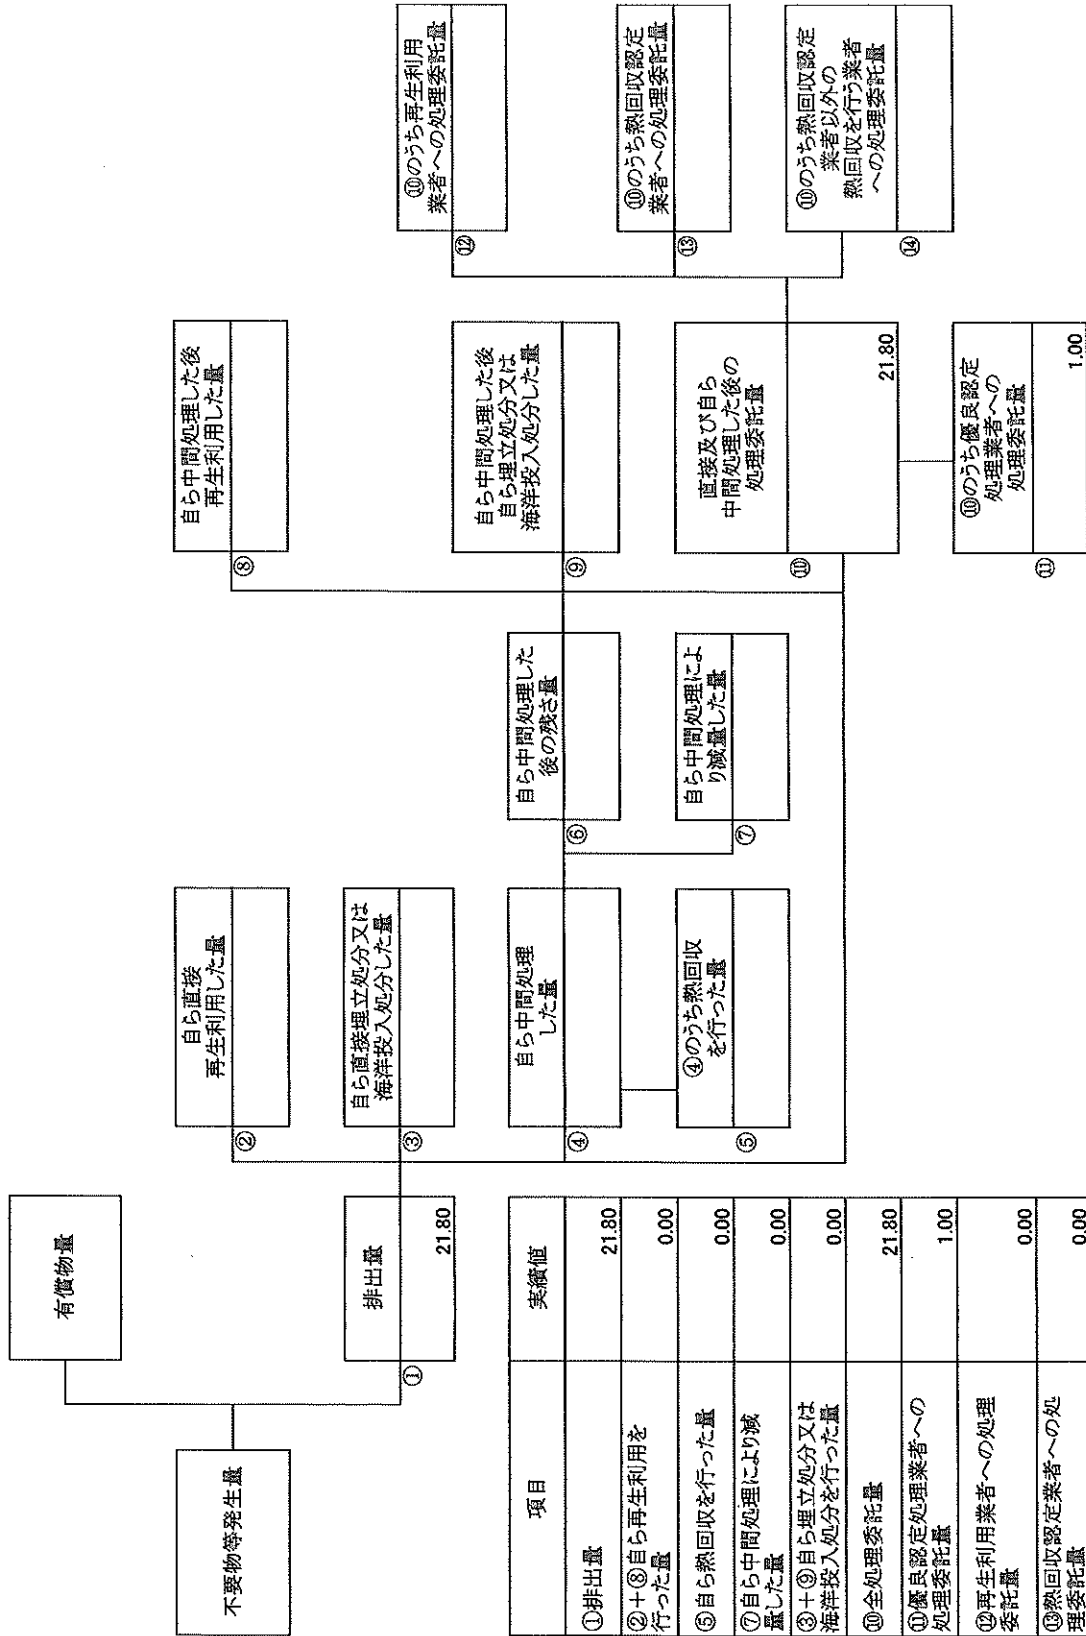 不要物等発生量
有償物量
排出量
①
21.80
自ら直接
再生利用した量
②
自ら直接埋立処分又は
海洋投入処分した量
③
自ら中間処理
した量
④
④のうち熱回収
を行った量
⑤
自ら中間処理した
後の残さ量
⑥
自ら中間処理によ
り減量した量
⑦
自ら中間処理した後
再生利用した量
⑧
自ら中間処理した後
自ら埋立処分又は
海洋投入処分した量
⑨
直接及び自ら
中間処理した後の
処理委託量
⑩
21.80
⑩のうち優良認定
処理業者への
処理委託量
⑪
1.00
⑩のうち再生利用
業者への処理委託量
⑫
⑩のうち熱回収認定
業者への処理委託量
⑬
⑩のうち熱回収認定
業者以外の
熱回収を行う業者
への処理委託量
⑭
項目 実績値
①排出量 21.80
②+⑧自ら再生利用を
行った量 0.00
⑤自ら熱回収を行った量 0.00
⑦自ら中間処理により減
量した量 0.00
③+⑨自ら埋立処分又は
海洋投入処分を行った量 0.00
⑩全処理委託量 21.80
⑪優良認定処理業者への
処理委託量 1.00
⑫再生利用業者への処理
委託量 0.00
⑬熱回収認定業者への処
理委託量 0.00